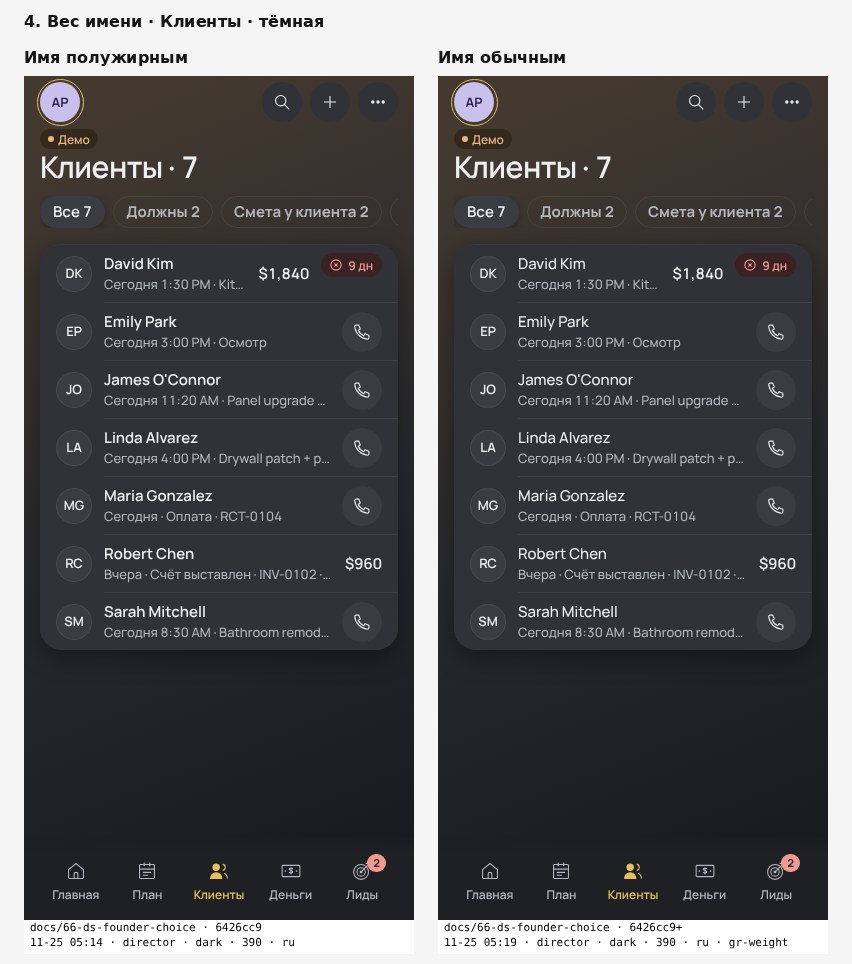 4. Вес имени · Клиенты · тёмная
Имя полужирным
AP
Демо
Клиенты · 7
Все 7
Должны 2
Смета у клиента 2
DK
David Kim
Сегодня 1:30 PM · Kit...
$1,840
9 дн
EP
Emily Park
Сегодня 3:00 PM · Осмотр
JO
James O'Connor
Сегодня 11:20 AM · Panel upgrade ...
LA
Linda Alvarez
Сегодня 4:00 PM · Drywall patch + p...
MG
Maria Gonzalez
Сегодня · Оплата · RCT-0104
RC
Robert Chen
Вчера · Счёт выставлен · INV-0102 ·...
$960
SM
Sarah Mitchell
Сегодня 8:30 AM · Bathroom remod...
Главная
План
Клиенты
Деньги
2
Лиды
docs/66-ds-founder-choice · 6426cc9
11-25 05:14 · director · dark · 390 · ru
Имя обычным
AP
Демо
Клиенты · 7
Все 7
Должны 2
Смета у клиента 2
DK
David Kim
Сегодня 1:30 PM · Kit...
$1,840
9 дн
EP
Emily Park
Сегодня 3:00 PM · Осмотр
JO
James O'Connor
Сегодня 11:20 AM · Panel upgrade ...
LA
Linda Alvarez
Сегодня 4:00 PM · Drywall patch + p...
MG
Maria Gonzalez
Сегодня · Оплата · RCT-0104
RC
Robert Chen
Вчера · Счёт выставлен · INV-0102 ·...
$960
SM
Sarah Mitchell
Сегодня 8:30 AM · Bathroom remod...
Главная
План
Клиенты
Деньги
2
Лиды
docs/66-ds-founder-choice · 6426cc9+
11-25 05:19 · director · dark · 390 · ru · gr-weight